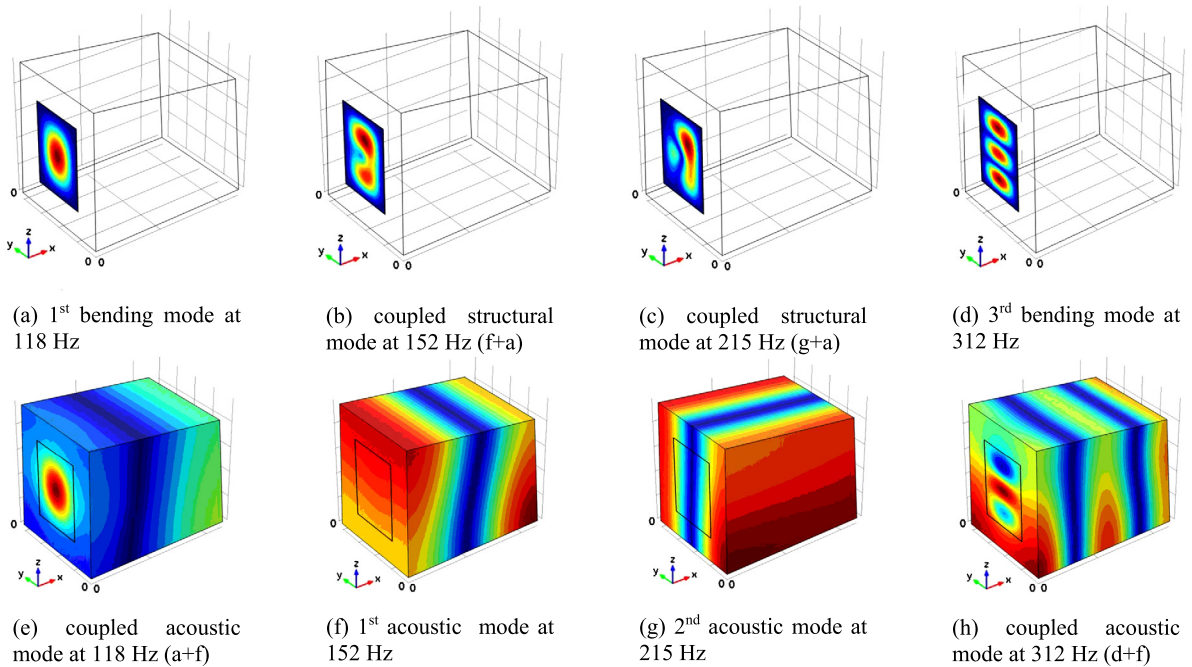 0
z
y
x
0 0
0
z
y
x
0 0
0
z
y
x
0 0
0
z
y
x
0 0
(a) 1st bending mode at
118 Hz
(b) coupled structural
mode at 152 Hz (f+a)
(c) coupled structural
mode at 215 Hz (g+a)
(d) 3rd bending mode at
312 Hz
0
z
y
x
0 0
0
z
y
x
0 0
0
z
y
x
0 0
0
z
y
x
0 0
(e) coupled acoustic
mode at 118 Hz (a+f)
(f) 1st acoustic mode at
152 Hz
(g) 2nd acoustic mode at
215 Hz
(h) coupled acoustic
mode at 312 Hz (d+f)